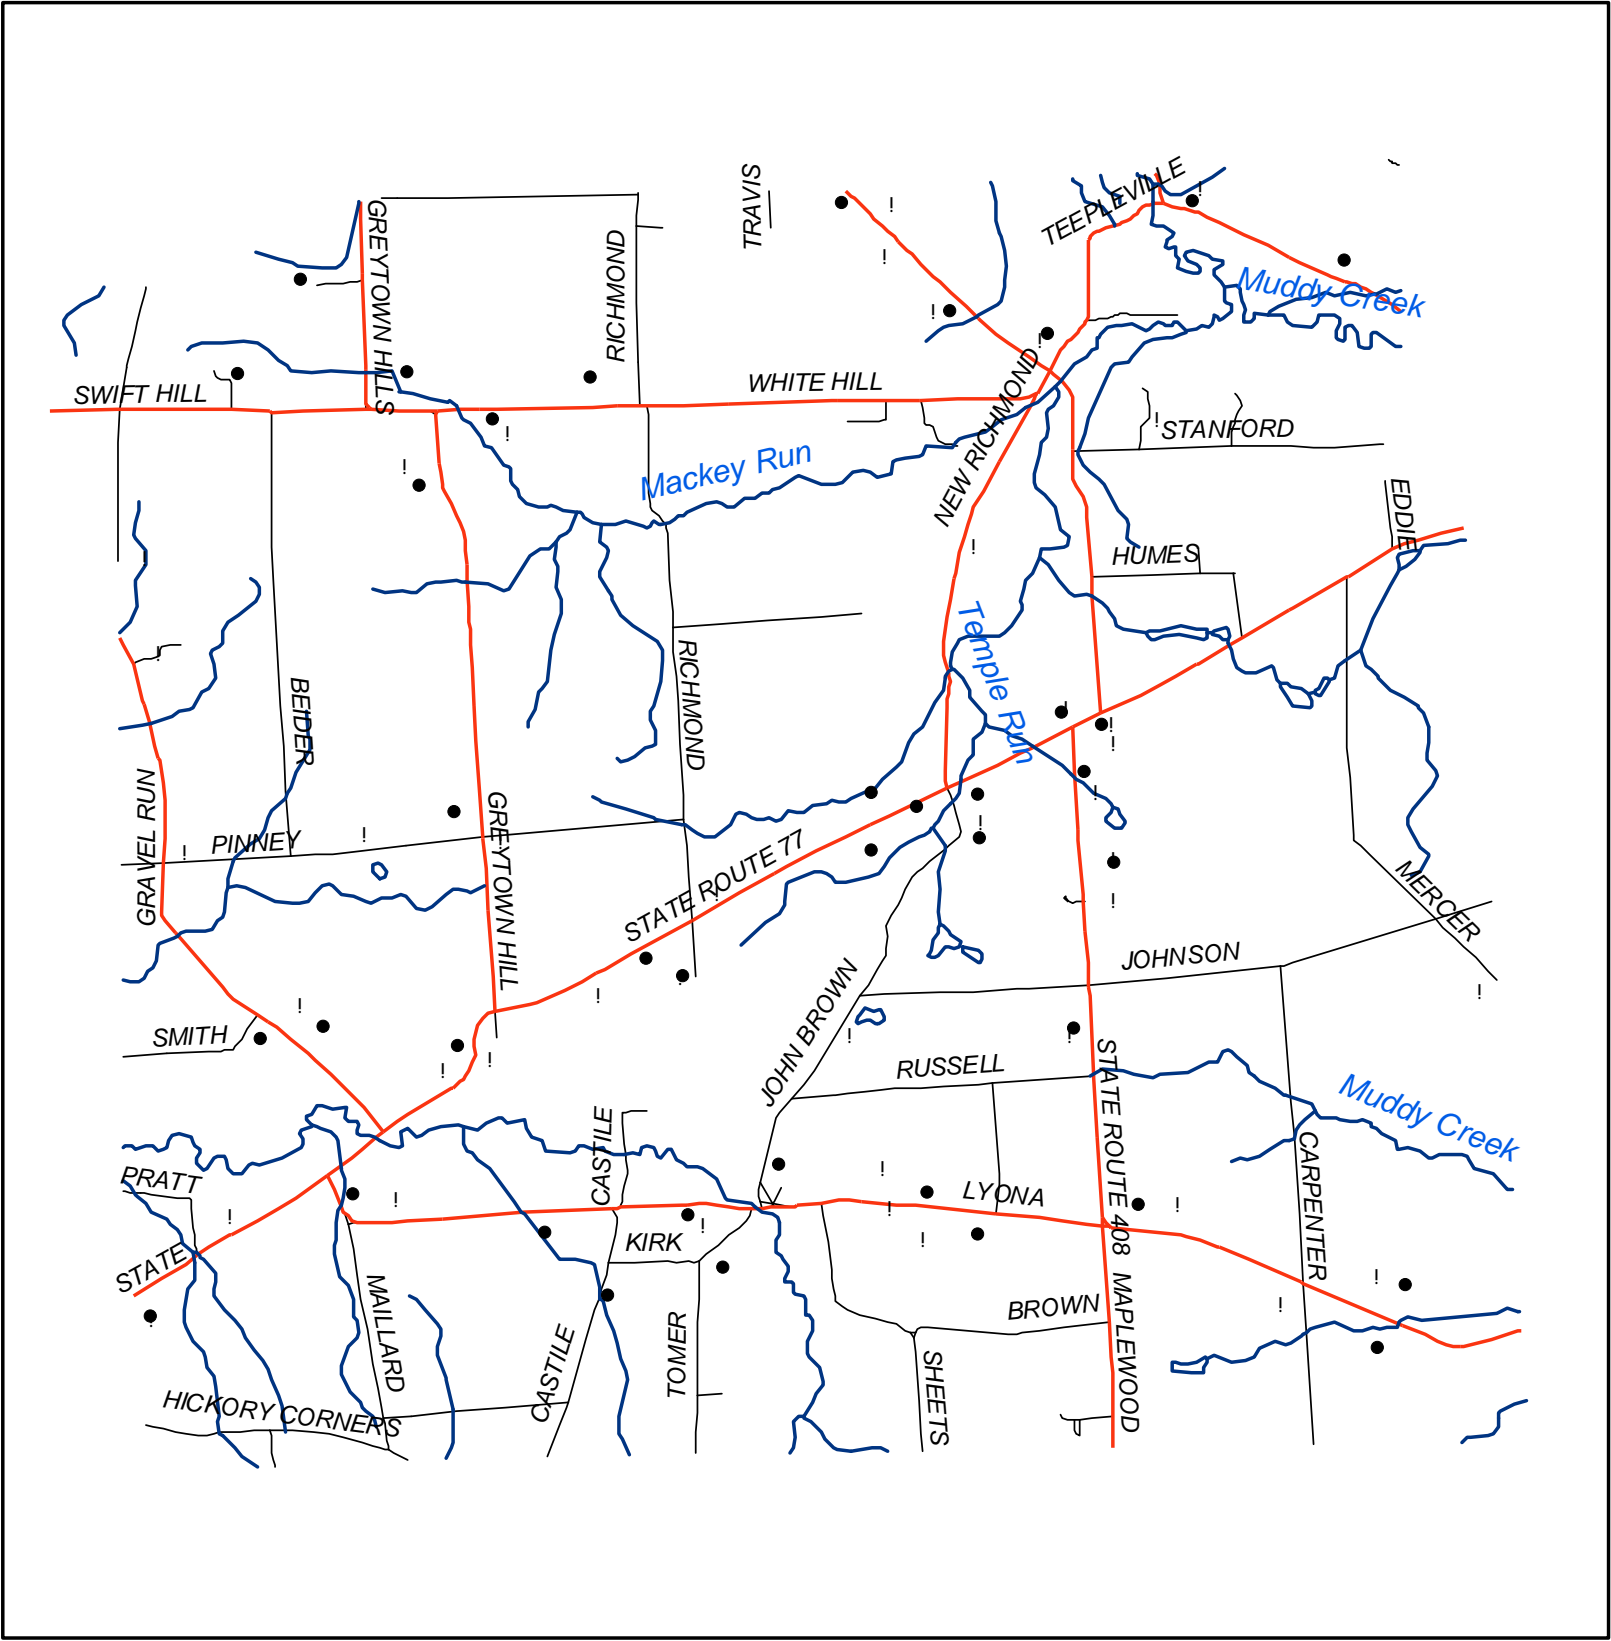 TRAVIS
TEEPLEVILLE
GREYTOWN HILLS
RICHMOND
Muddy Creek
SWIFT HILL
WHITE HILL
NEW RICHMOND
STANFORD
Mackey Run
EDDIE
HUMES
Temple Run
BEIDER
RICHMOND
GRAVEL RUN
PINNEY
GREYTOWN HILL
STATE ROUTE 77
MERCER
JOHNSON
JOHN BROWN
SMITH
RUSSELL
STATE ROUTE 408
Muddy Creek
CASTILE
CARPENTER
PRATT
LYONA
KIRK
STATE
MAILLARD
BROWN
MAPLEWOOD
TOMER
CASTILE
SHEETS
HICKORY CORNERS